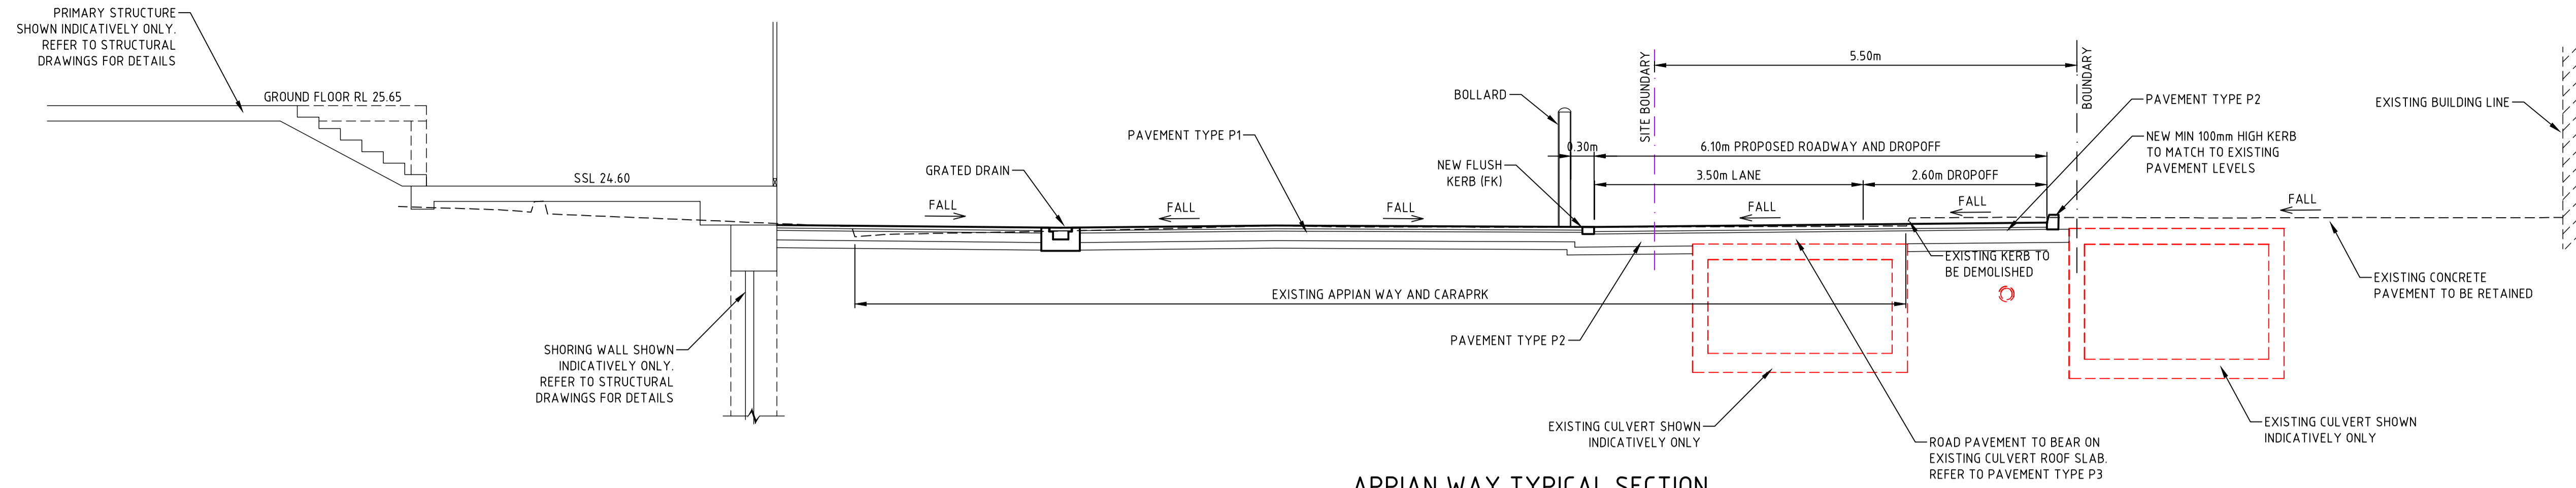 PRIMARY STRUCTURE
SHOWN INDICATIVELY ONLY.
REFER TO STRUCTURAL
DRAWINGS FOR DETAILS
GROUND FLOOR RL 25.65
SSL 24.60
SHORING WALL SHOWN
INDICATIVELY ONLY.
REFER TO STRUCTURAL
DRAWINGS FOR DETAILS
GRATED DRAIN
FALL
FALL
PAVEMENT TYPE P1
FALL
EXISTING APPIAN WAY AND CARAPRK
BOLLARD
NEW FLUSH
KERB (FK)
0.30m
SITE BOUNDARY
5.50m
6.10m PROPOSED ROADWAY AND DROPOFF
3.50m LANE
2.60m DROPOFF
FALL
FALL
BOUNDARY
PAVEMENT TYPE P2
NEW MIN 100mm HIGH KERB
TO MATCH TO EXISTING
PAVEMENT LEVELS
EXISTING BUILDING LINE
FALL
EXISTING KERB TO
BE DEMOLISHED
EXISTING CONCRETE
PAVEMENT TO BE RETAINED
PAVEMENT TYPE P2
EXISTING CULVERT SHOWN
INDICATIVELY ONLY
ROAD PAVEMENT TO BEAR ON
EXISTING CULVERT ROOF SLAB.
REFER TO PAVEMENT TYPE P3
EXISTING CULVERT SHOWN
INDICATIVELY ONLY
APPIAN WAY TYPICAL SECTION